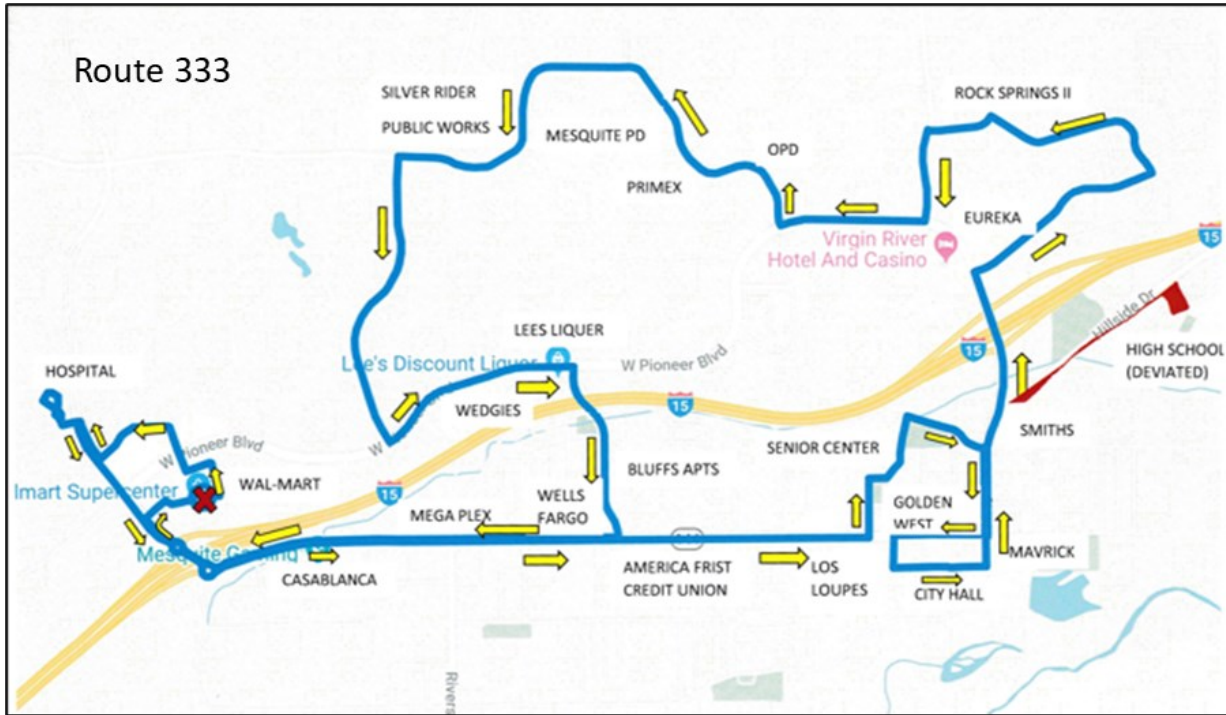 Route 333
SILVER RIDER
PUBLIC WORKS
MESQUITE PD
PRIMEX
OPD
ROCK SPRINGS II
EUREKA
Virgin River
Hotel And Casino
15
Hillside Dr
HIGH SCHOOL
(DEVIATED)
LEES LIQUER
Lee's Discount Liquor
W Pioneer Blvd
15
15
WEDGIES
W
HOSPITAL
W Pioneer Blvd
lmart Supercenter
WAL-MART
15
SENIOR CENTER
SMITHS
BLUFFS APTS
WELLS
FARGO
MEGA PLEX
GOLDEN
WEST
MAVRICK
Mesquite Gaming
CASABLANCA
AMERICA FRIST
CREDIT UNION
LOS
LOUPES
CITY HALL
Rivers